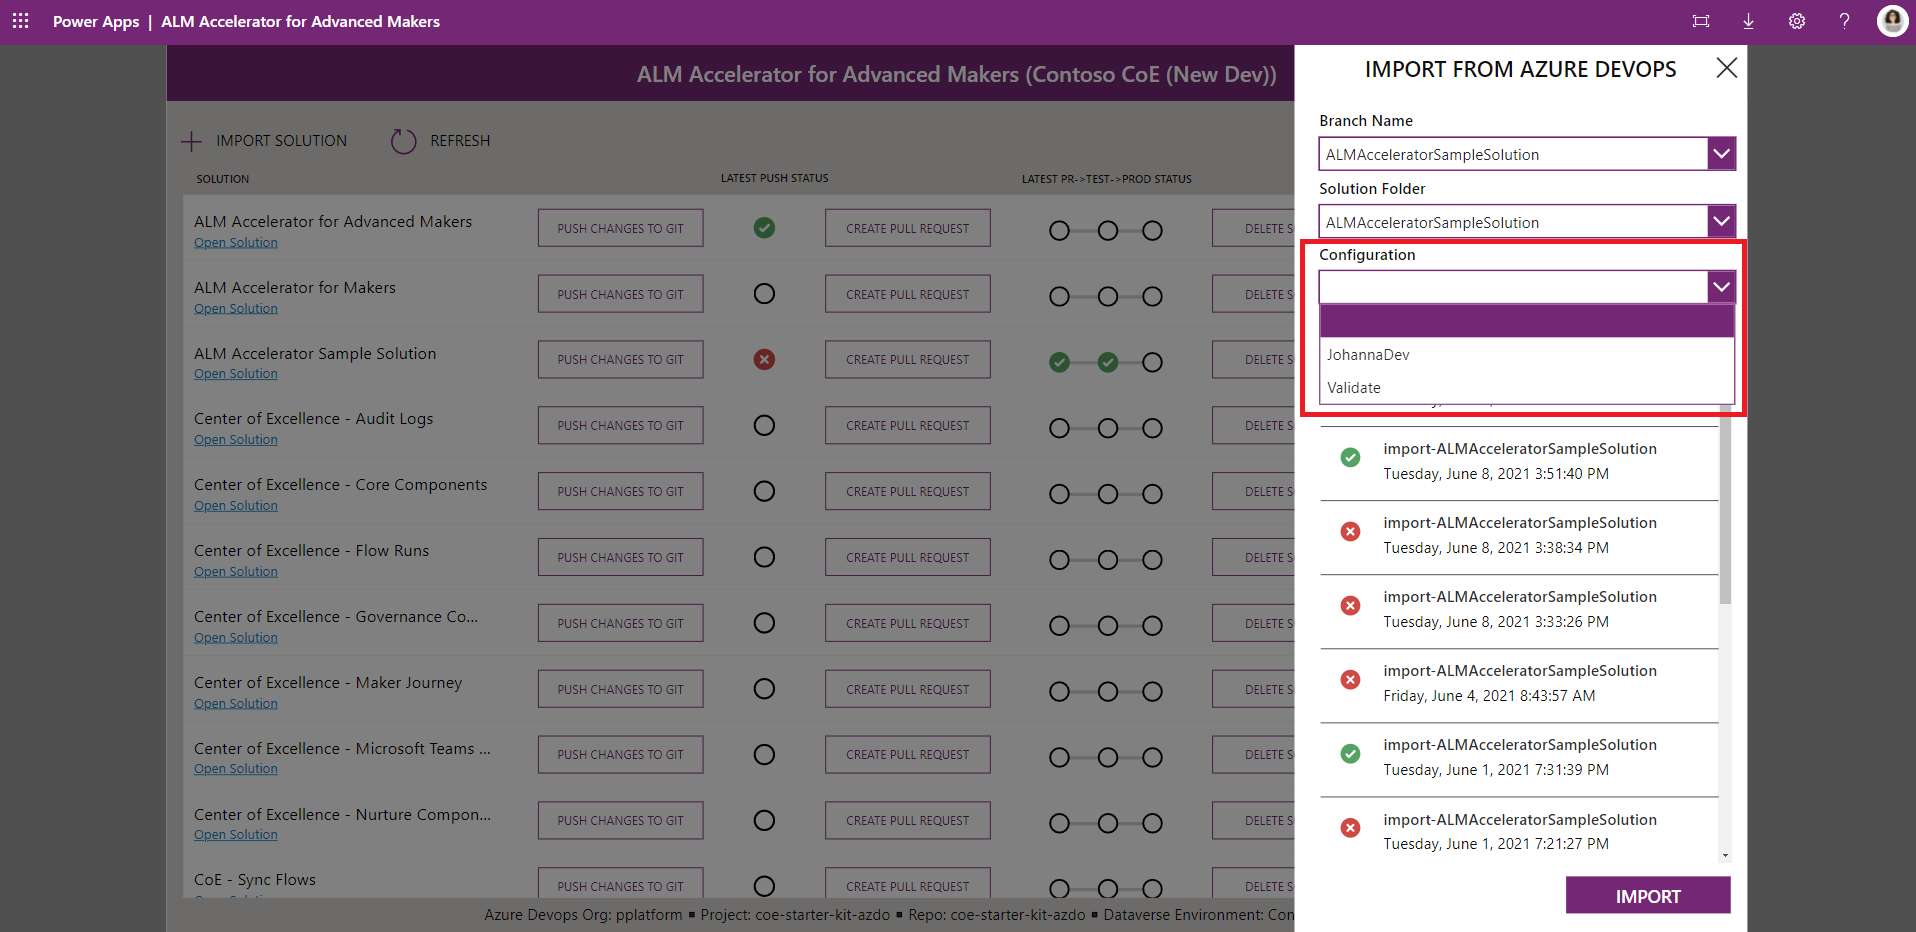 Power Apps | ALM Accelerator for Advanced Makers
ALM Accelerator for Advanced Makers (Contoso CoE (New Dev))
IMPORT SOLUTION REFRESH
SOLUTION LATEST PUSH STATUS LATEST PR->TEST->PROD STATUS
ALM Accelerator for Advanced Makers
Open Solution
PUSH CHANGES TO GIT CREATE PULL REQUEST DELETE S
ALM Accelerator for Makers
Open Solution
PUSH CHANGES TO GIT CREATE PULL REQUEST DELETE S
ALM Accelerator Sample Solution
Open Solution
PUSH CHANGES TO GIT CREATE PULL REQUEST DELETE S
Center of Excellence - Audit Logs
Open Solution
PUSH CHANGES TO GIT CREATE PULL REQUEST DELETE S
Center of Excellence - Core Components
Open Solution
PUSH CHANGES TO GIT CREATE PULL REQUEST DELETE S
Center of Excellence - Flow Runs
Open Solution
PUSH CHANGES TO GIT CREATE PULL REQUEST DELETE S
Center of Excellence - Governance Co...
Open Solution
PUSH CHANGES TO GIT CREATE PULL REQUEST DELETE S
Center of Excellence - Maker Journey
Open Solution
PUSH CHANGES TO GIT CREATE PULL REQUEST DELETE S
Center of Excellence - Microsoft Teams ...
Open Solution
PUSH CHANGES TO GIT CREATE PULL REQUEST DELETE S
Center of Excellence - Nurture Compon...
Open Solution
PUSH CHANGES TO GIT CREATE PULL REQUEST DELETE S
CoE - Sync Flows
PUSH CHANGES TO GIT CREATE PULL REQUEST DELETE S
Azure Devops Org: pplatform ▪ Project: coe-starter-kit-azdo ▪ Repo: coe-starter-kit-azdo ▪ Dataverse Environment: Con
IMPORT FROM AZURE DEVOPS
Branch Name
ALMAcceleratorSampleSolution
Solution Folder
ALMAcceleratorSampleSolution
Configuration
JohannaDev
Validate
import-ALMAcceleratorSampleSolution
Tuesday, June 8, 2021 3:51:40 PM
import-ALMAcceleratorSampleSolution
Tuesday, June 8, 2021 3:38:34 PM
import-ALMAcceleratorSampleSolution
Tuesday, June 8, 2021 3:33:26 PM
import-ALMAcceleratorSampleSolution
Friday, June 4, 2021 8:43:57 AM
import-ALMAcceleratorSampleSolution
Tuesday, June 1, 2021 7:31:39 PM
import-ALMAcceleratorSampleSolution
Tuesday, June 1, 2021 7:21:27 PM
IMPORT